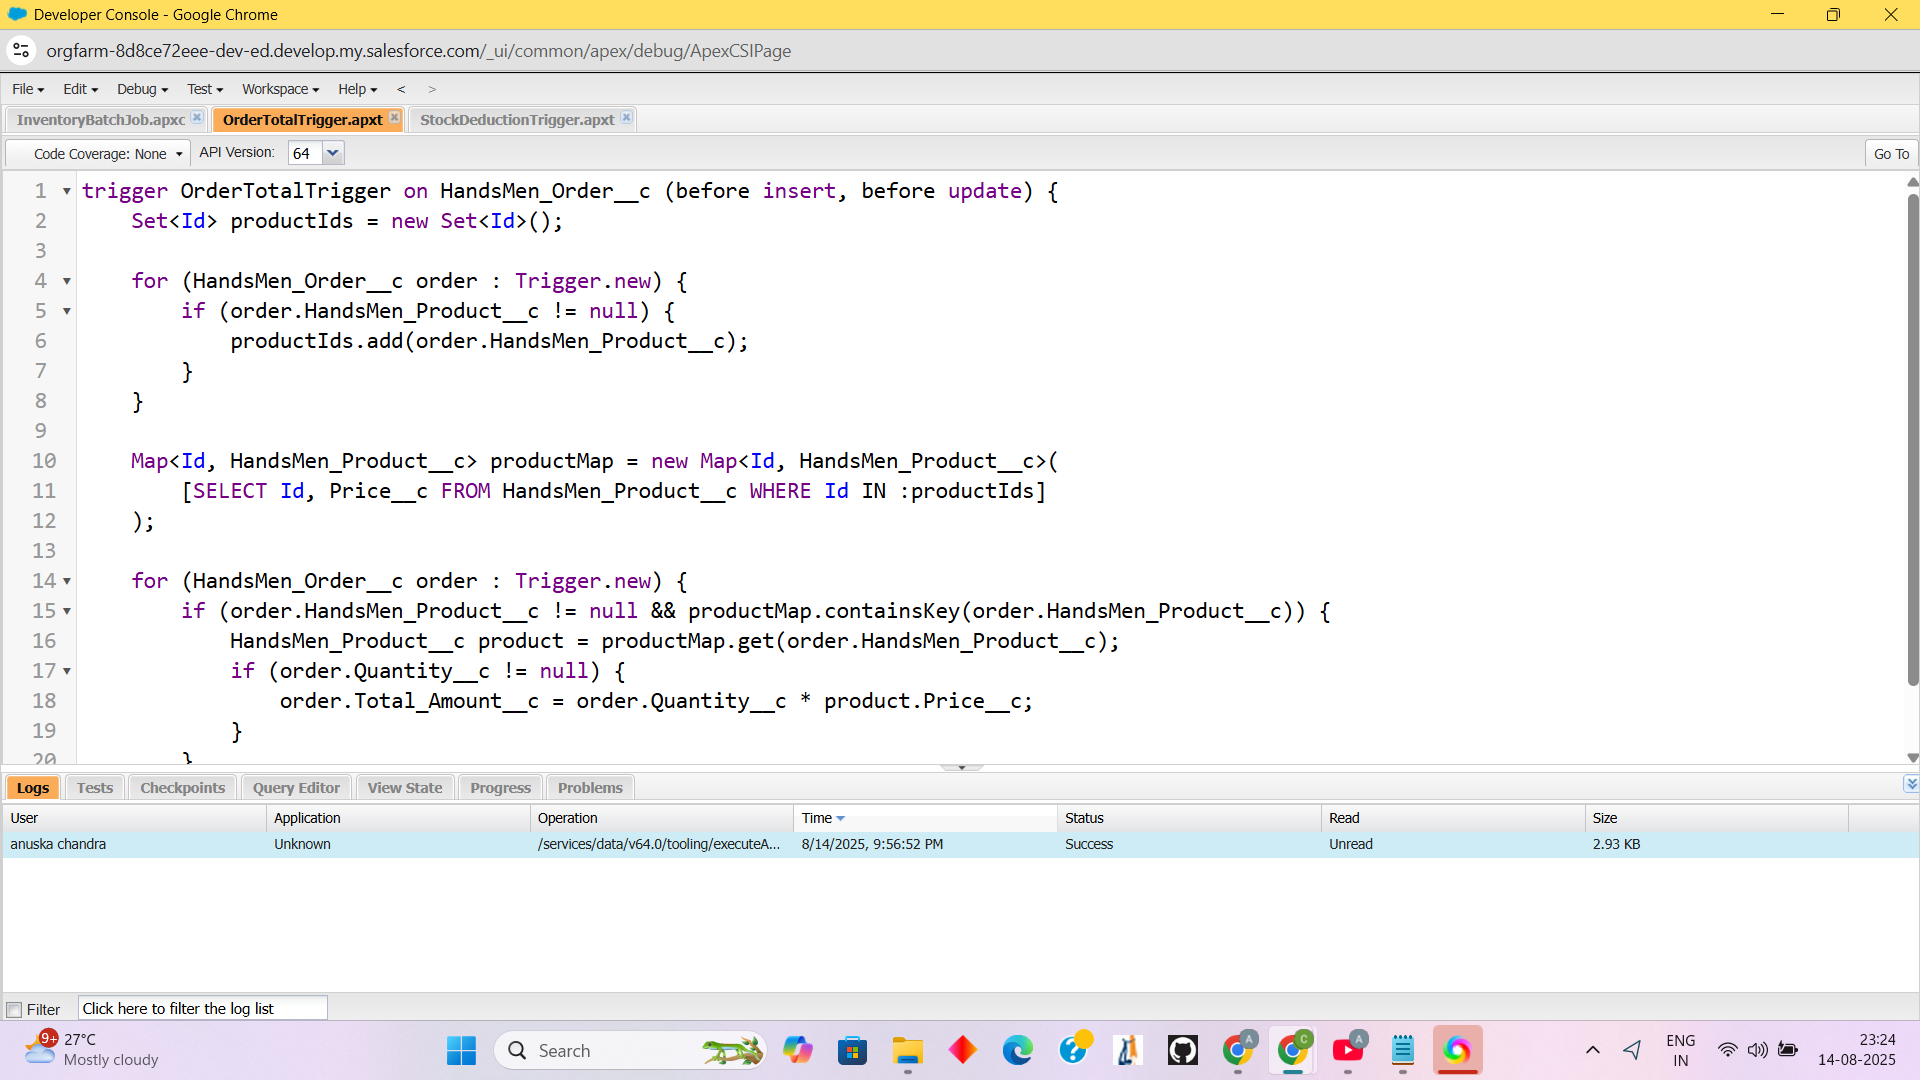 Developer Console - Google Chrome
orgfarm-8d8ce72eee-dev-ed.develop.my.salesforce.com/_ui/common/apex/debug/ApexCSIPage
File Edit Debug Test Workspace Help < >
InventoryBatchJob.apxc OrderTotalTrigger.apxt StockDeductionTrigger.apxt
Code Coverage: None API Version: 64 Go To
1 trigger OrderTotalTrigger on HandsMen_Order__c (before insert, before update) {
2 Set<Id> productIds = new Set<Id>();
3
4 for (HandsMen_Order__c order : Trigger.new) {
5 if (order.HandsMen_Product__c != null) {
6 productIds.add(order.HandsMen_Product__c);
7 }
8 }
9
10 Map<Id, HandsMen_Product__c> productMap = new Map<Id, HandsMen_Product__c>(
11 [SELECT Id, Price__c FROM HandsMen_Product__c WHERE Id IN :productIds]
12 );
13
14 for (HandsMen_Order__c order : Trigger.new) {
15 if (order.HandsMen_Product__c != null && productMap.containsKey(order.HandsMen_Product__c)) {
16 HandsMen_Product__c product = productMap.get(order.HandsMen_Product__c);
17 if (order.Quantity__c != null) {
18 order.Total_Amount__c = order.Quantity__c * product.Price__c;
19 }
20 }
Logs Tests Checkpoints Query Editor View State Progress Problems
User Application Operation Time Status Read Size
anuska chandra Unknown /services/data/v64.0/tooling/executeA... 8/14/2025, 9:56:52 PM Success Unread 2.93 KB
Filter Click here to filter the log list
9+ 27°C
Mostly cloudy
Search
A C A
ENG
IN
23:24
14-08-2025